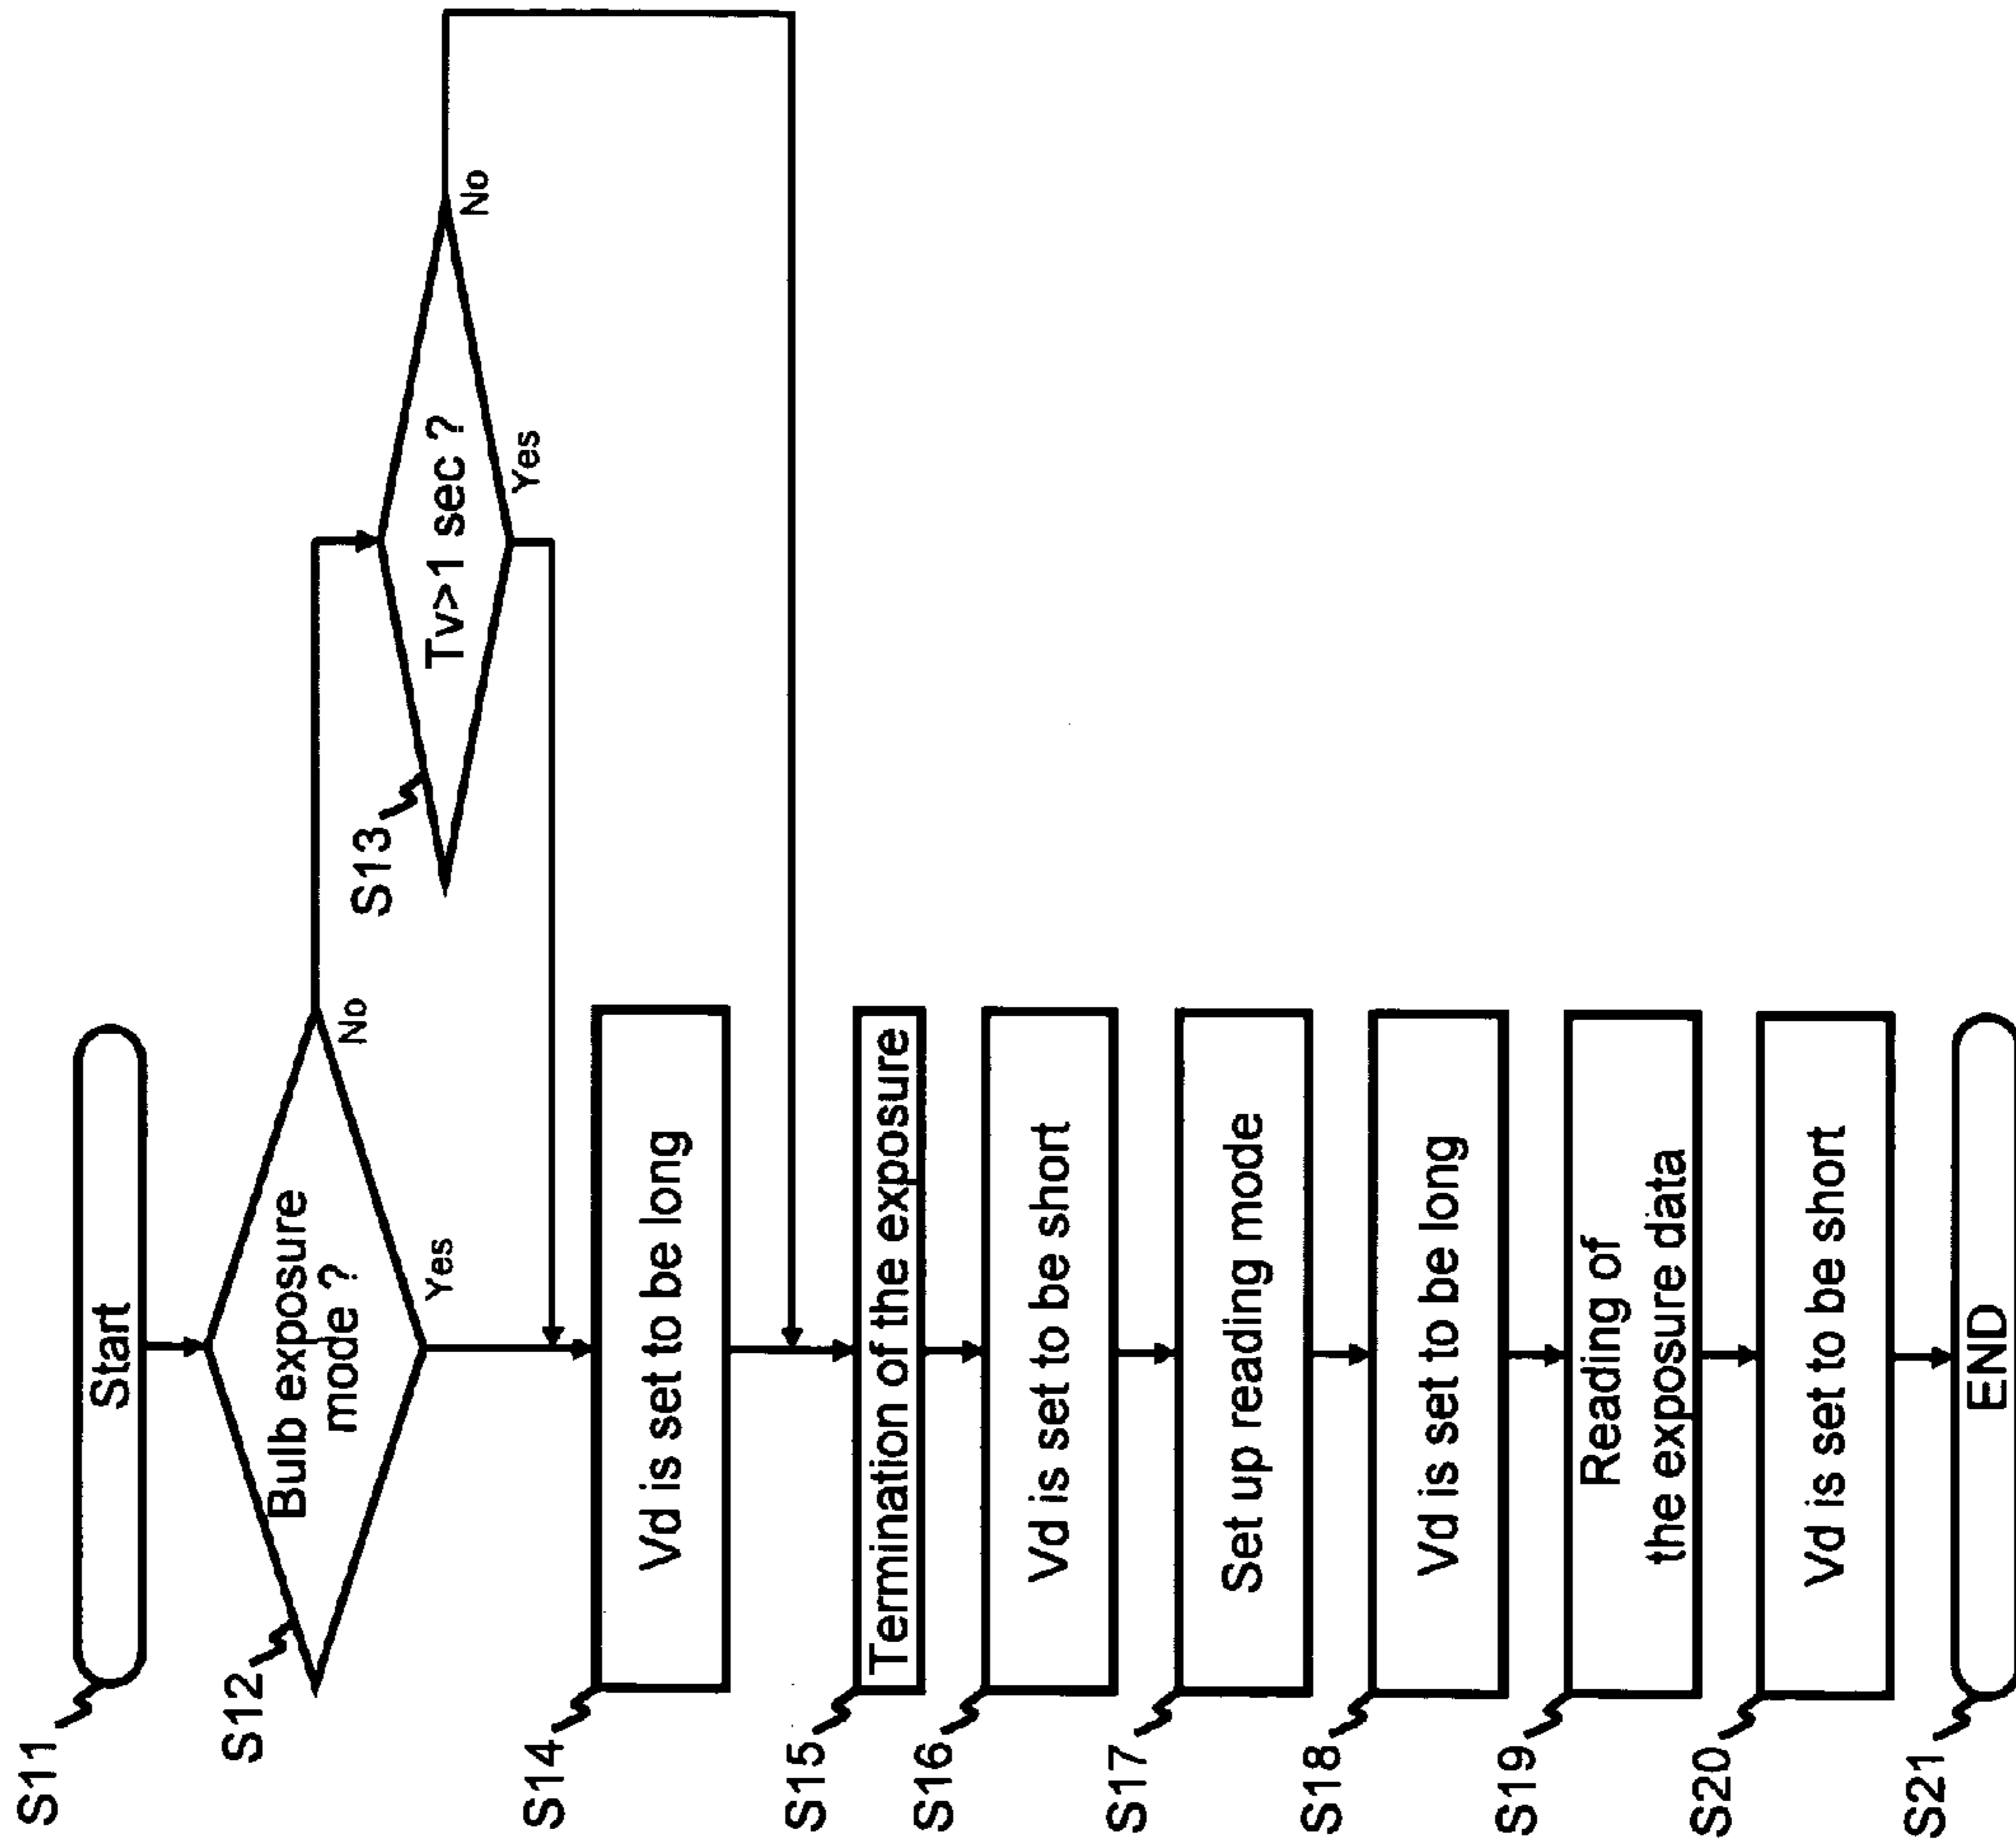 S11
Start
S12
Bulb exposure
mode ?
No
Yes
S13
Tv>1 sec ?
No
Yes
S14
Vd is set to be long
S15
Termination of the exposure
S16
Vd is set to be short
S17
Set up reading mode
S18
Vd is set to be long
S19
Reading of
the exposure data
S20
Vd is set to be short
S21
END